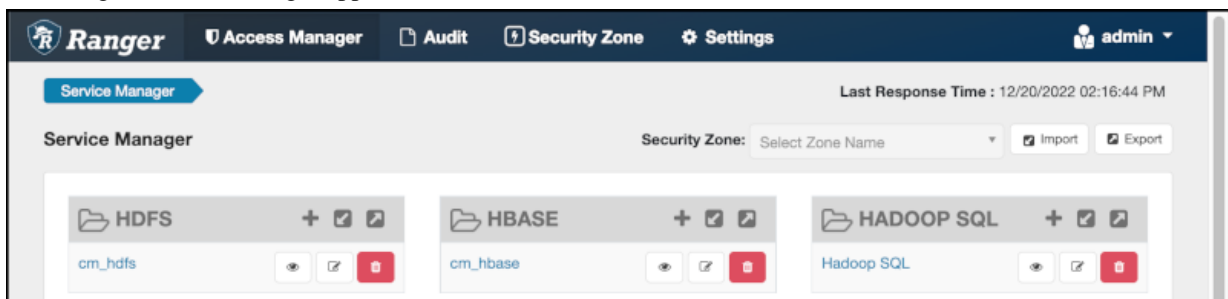 Ranger Access Manager Audit Security Zone Settings admin
Service Manager Last Response Time : 12/20/2022 02:16:44 PM
Service Manager Security Zone: Select Zone Name Import Export
HDFS HBASE HADOOP SQL
cm_hdfs cm_hbase Hadoop SQL